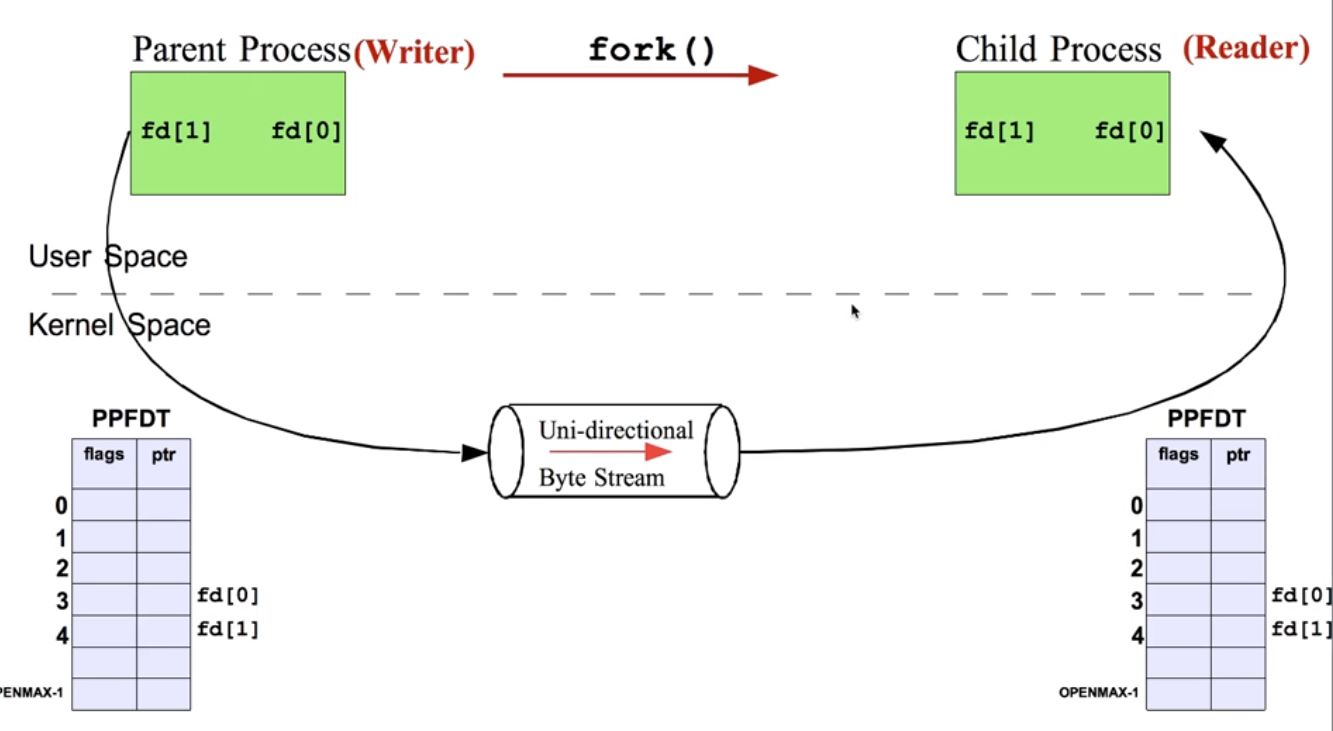 Parent Process(Writer)
fork()
Child Process (Reader)
fd[1] fd[0]
fd[1] fd[0]
User Space
Kernel Space
Uni-directional
Byte Stream
PPFDT
flags ptr
0
1
2
3 fd[0]
4 fd[1]
PENMAX-1
PPFDT
flags ptr
0
1
2
3 fd[0]
4 fd[1]
OPENMAX-1